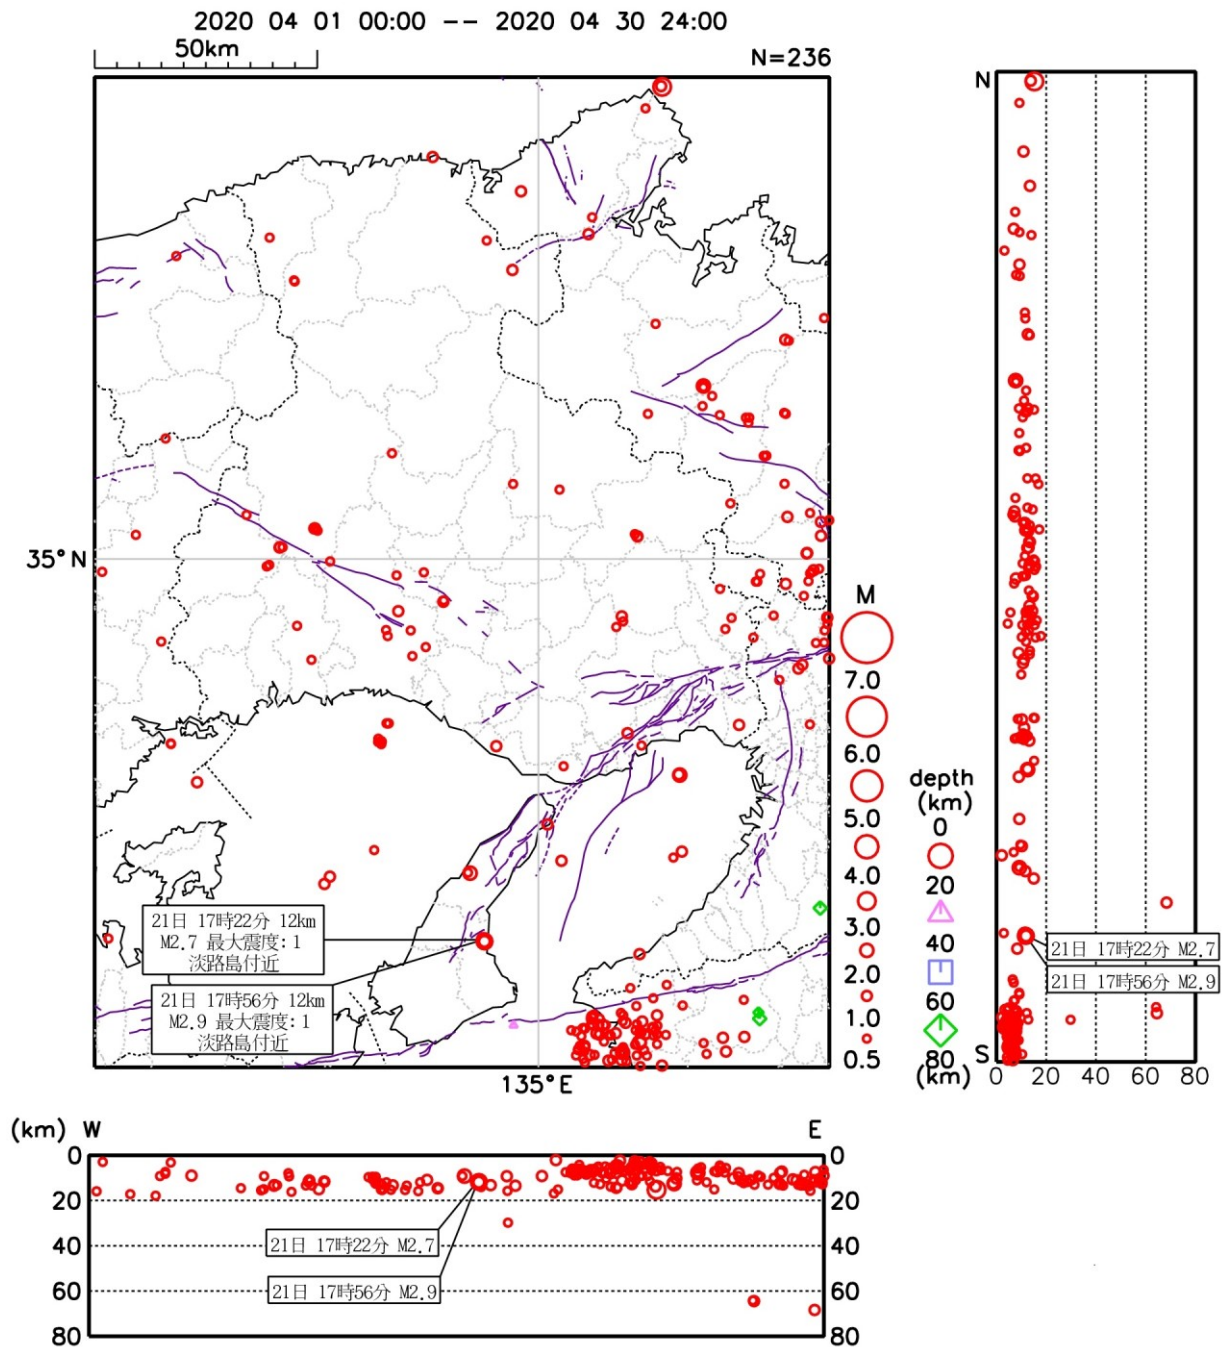 2020 04 01 00:00 -- 2020 04 30 24:00
50km
N=236
N
35°N
M
7.0
6.0
5.0
4.0
3.0
2.0
1.0
0.5
depth
(km)
0
20
40
60
80
(km)
21日 17時22分 12km
M2.7 最大震度:1
淡路島付近
21日 17時56分 12km
M2.9 最大震度:1
淡路島付近
21日 17時22分 M2.7
21日 17時56分 M2.9
S
0 20 40 60 80
135°E
(km) W E
0 0
20 20
40 40
60 60
80 80
21日 17時22分 M2.7
21日 17時56分 M2.9